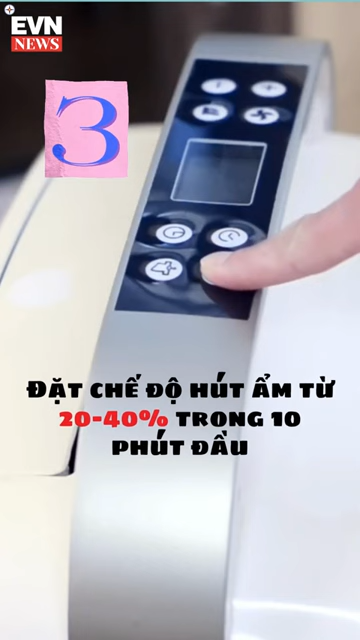 EVN
NEWS
3
Đặt chế độ hút ẩm từ
20-40% trong 10
phút đầu